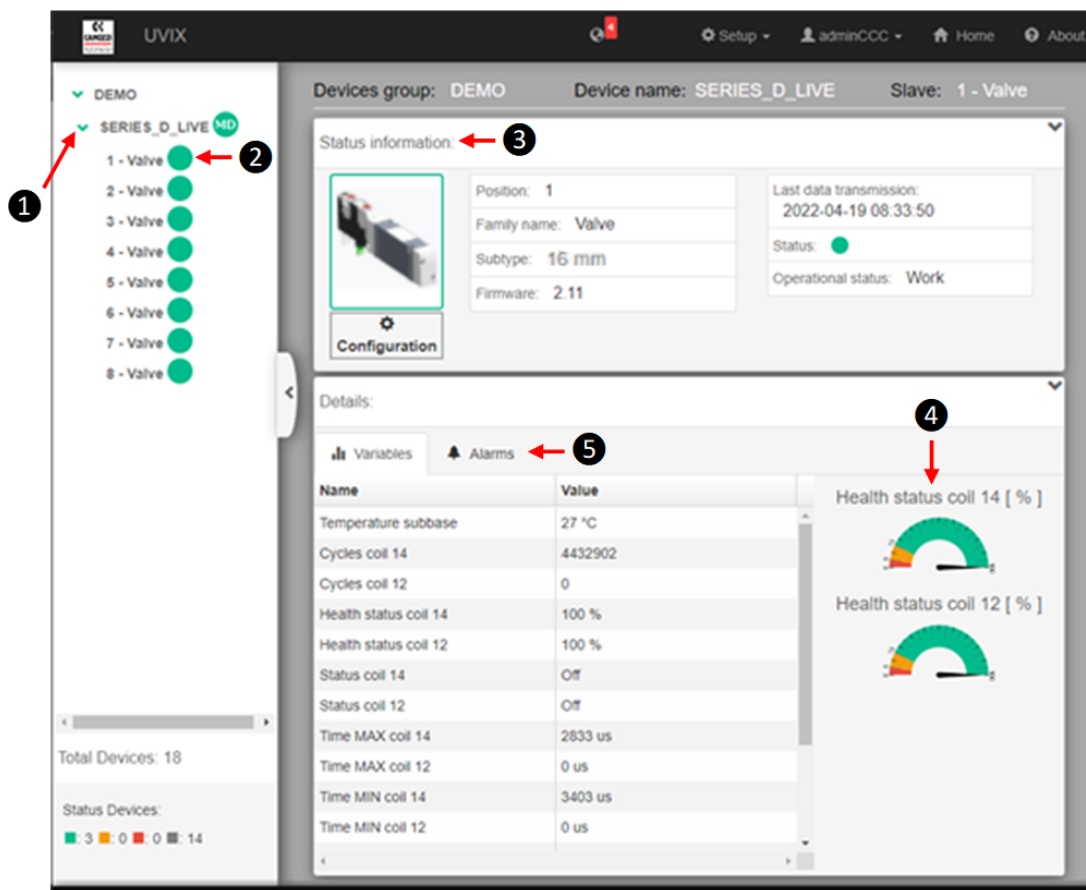 CAMOZZI
UVIX
4
Setup
adminCCC
Home
About
DEMO
SERIES_D_LIVE MD
1 - Valve
2 - Valve
3 - Valve
4 - Valve
5 - Valve
6 - Valve
7 - Valve
8 - Valve
1
2
Total Devices: 18
Status Devices:
: 3 : 0 : 0 : 14
Devices group: DEMO Device name: SERIES_D_LIVE Slave: 1 - Valve
Status information:
3
Configuration
Position: 1
Family name: Valve
Subtype: 16 mm
Firmware: 2.11
Last data transmission:
2022-04-19 08:33:50
Status:
Operational status: Work
Details:
4
Variables Alarms
5
Name Value
Temperature subbase 27 °C
Cycles coil 14 4432902
Cycles coil 12 0
Health status coil 14 100 %
Health status coil 12 100 %
Status coil 14 Off
Status coil 12 Off
Time MAX coil 14 2833 us
Time MAX coil 12 0 us
Time MIN coil 14 3403 us
Time MIN coil 12 0 us
Health status coil 14 [ % ]
Health status coil 12 [ % ]